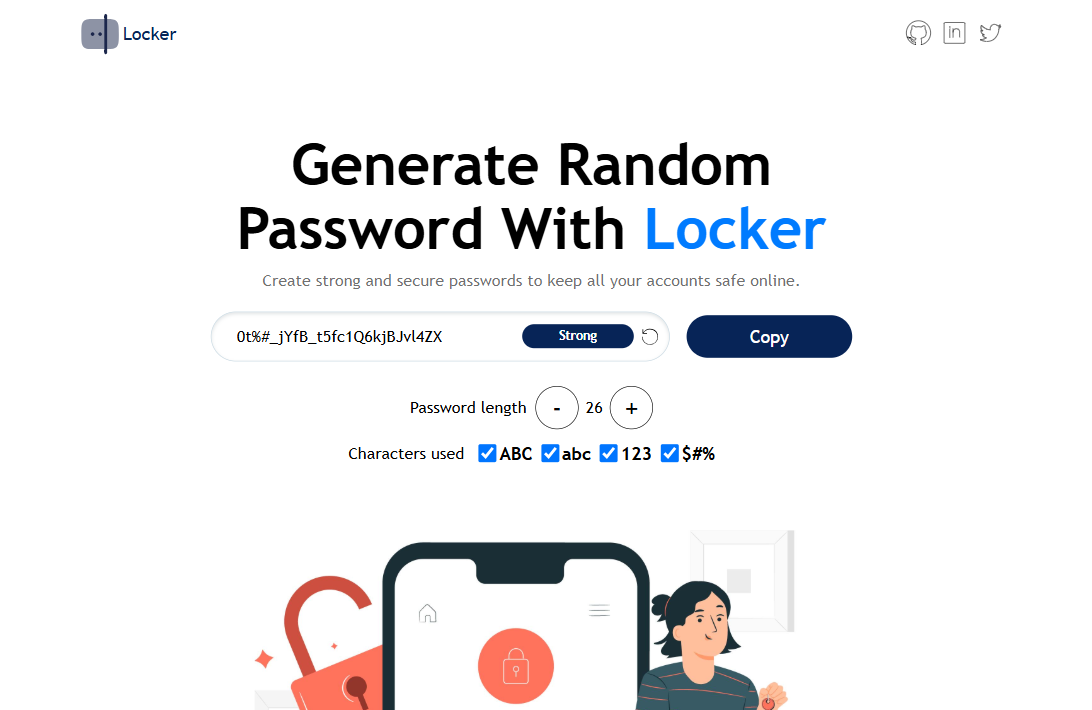 Locker
Generate Random
Password With Locker
Create strong and secure passwords to keep all your accounts safe online.
0t%#_jYfB_t5fc1Q6kjBJvl4ZX Strong Copy
Password length - 26 +
Characters used ABC abc 123 $#%